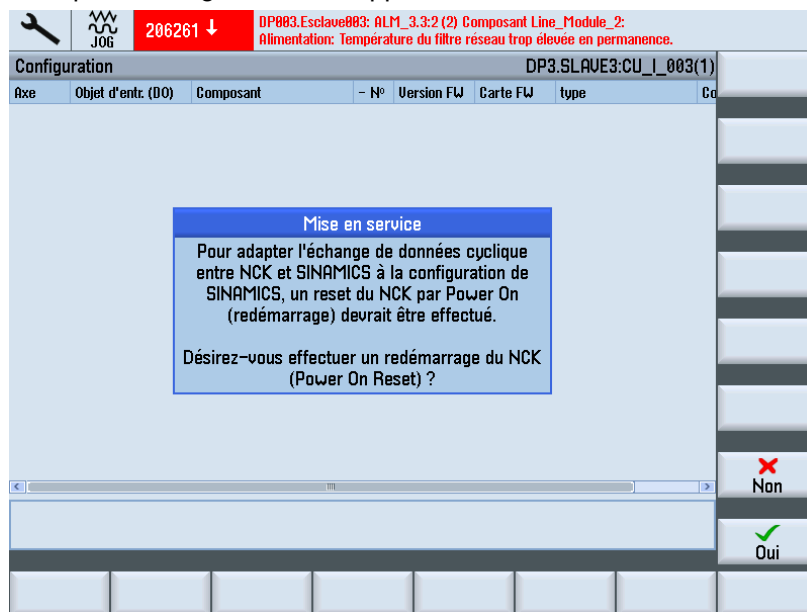 JOG
206261
DP003.Esclave003: ALM_3.3:2 (2) Composant Line_Module_2:
Alimentation: Température du filtre réseau trop élevée en permanence.
Configuration
DP3.SLAVE3:CU_I_003(1)
Axe Objet d'entr. (DO) Composant - Nº Version FW Carte FW type
Mise en service
Pour adapter l'échange de données cyclique
entre NCK et SINAMICS à la configuration de
SINAMICS, un reset du NCK par Power On
(redémarrage) devrait être effectué.
Désirez-vous effectuer un redémarrage du NCK
(Power On Reset) ?
Non
Oui